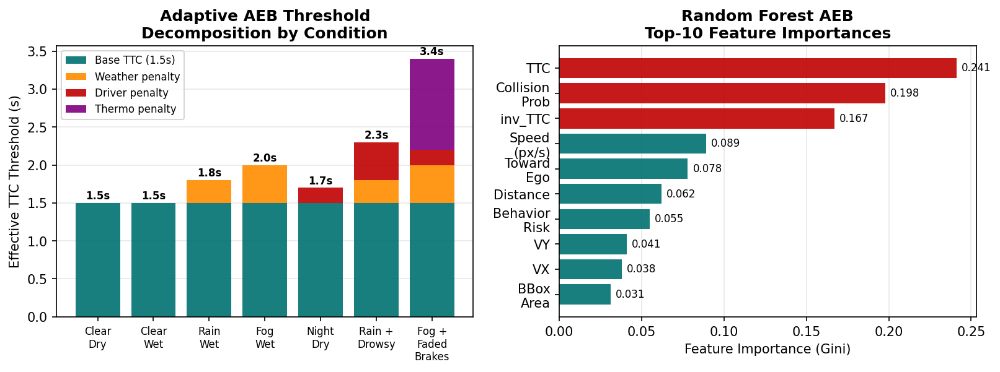 Adaptive AEB Threshold
Decomposition by Condition
Effective TTC Threshold (s)
3.5
3.0
2.5
2.0
1.5
1.0
0.5
0.0
Base TTC (1.5s)
Weather penalty
Driver penalty
Thermo penalty
1.5s
1.5s
1.8s
2.0s
1.7s
2.3s
3.4s
Clear
Dry
Clear
Wet
Rain
Wet
Fog
Wet
Night
Dry
Rain +
Drowsy
Fog +
Faded
Brakes
Random Forest AEB
Top-10 Feature Importances
TTC
0.241
Collision
Prob
0.198
inv_TTC
0.167
Speed
(px/s)
0.089
Toward
Ego
0.078
Distance
0.062
Behavior
Risk
0.055
VY
0.041
VX
0.038
BBox
Area
0.031
0.00
0.05
0.10
0.15
0.20
0.25
Feature Importance (Gini)